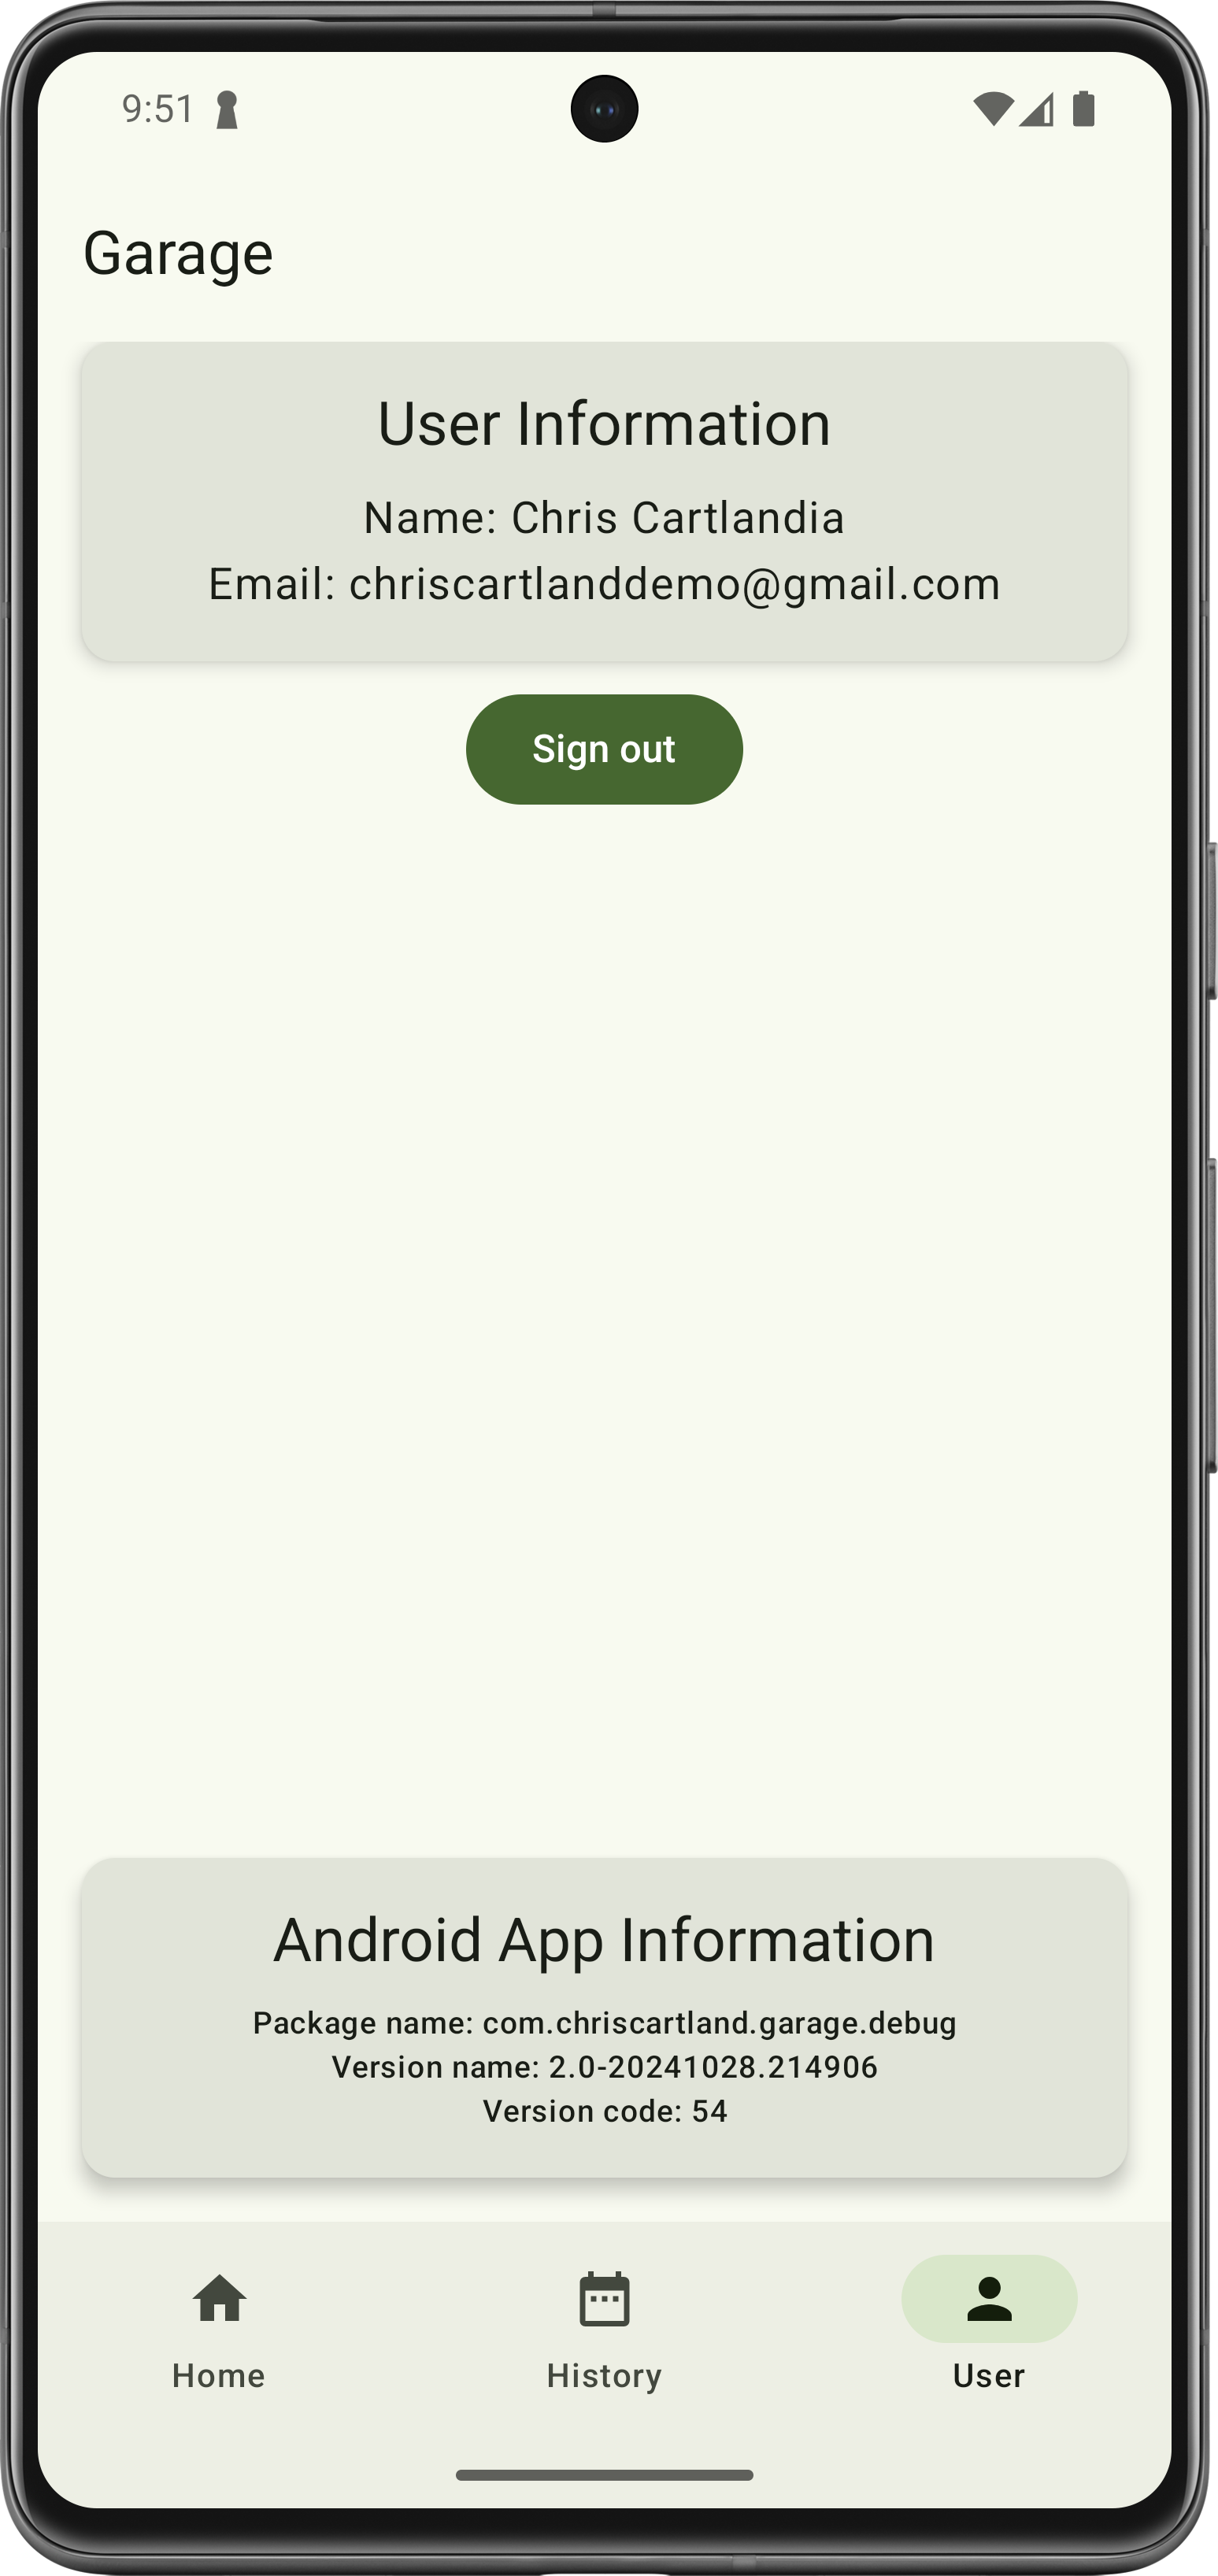 9:51
Garage
User Information
Name: Chris Cartlandia
Email: chriscartlanddemo@gmail.com
Sign out
Android App Information
Package name: com.chriscartland.garage.debug
Version name: 2.0-20241028.214906
Version code: 54
Home
History
User